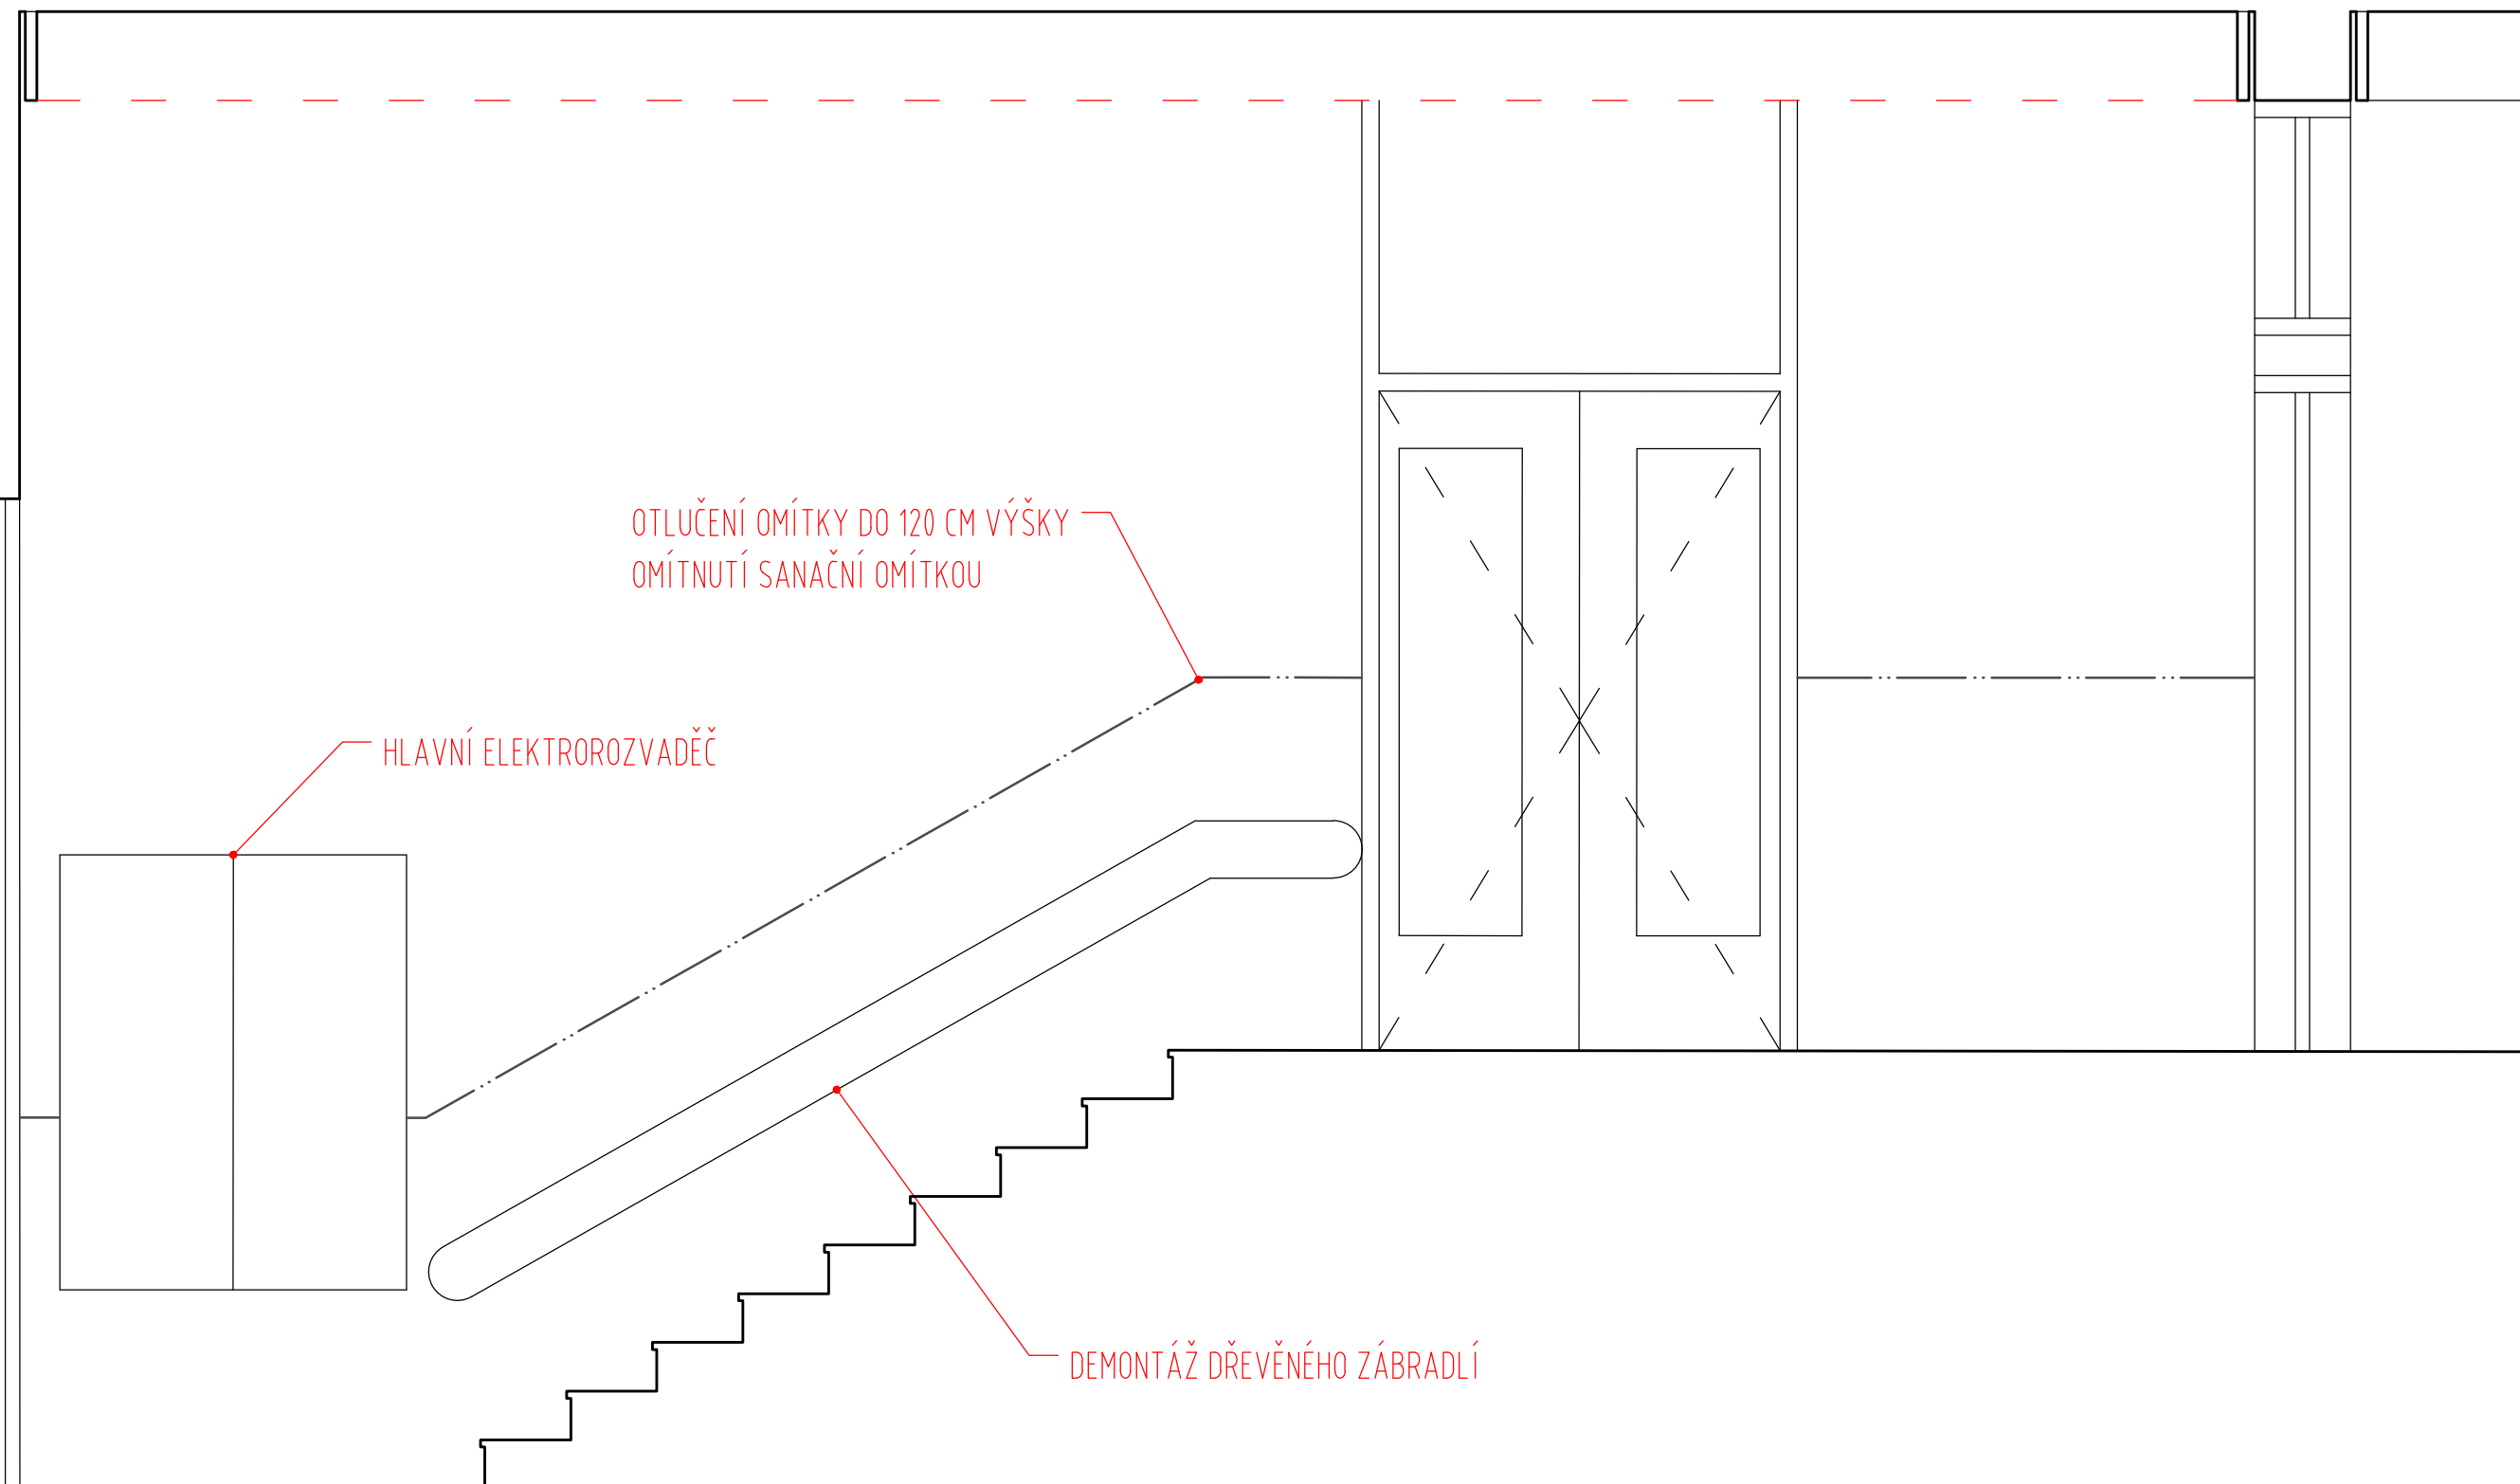 OTLUČENÍ OMÍTKY DO 120 CM VÝŠKY
OMÍTNUTÍ SANAČNÍ OMÍTKOU
HLAVNÍ ELEKTROROZVADĚČ
DEMONTÁŽ DŘEVĚNÉHO ZÁBRADLÍ